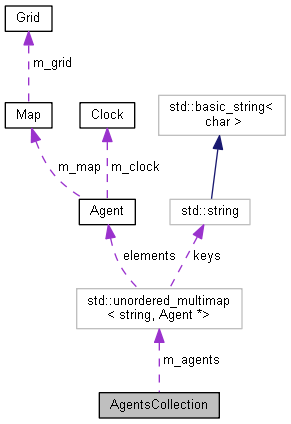 Grid
m_grid
Map
Clock
std::basic_string<
char >
m_map
m_clock
Agent
std::string
elements
keys
std::unordered_multimap
< string, Agent *>
m_agents
AgentsCollection